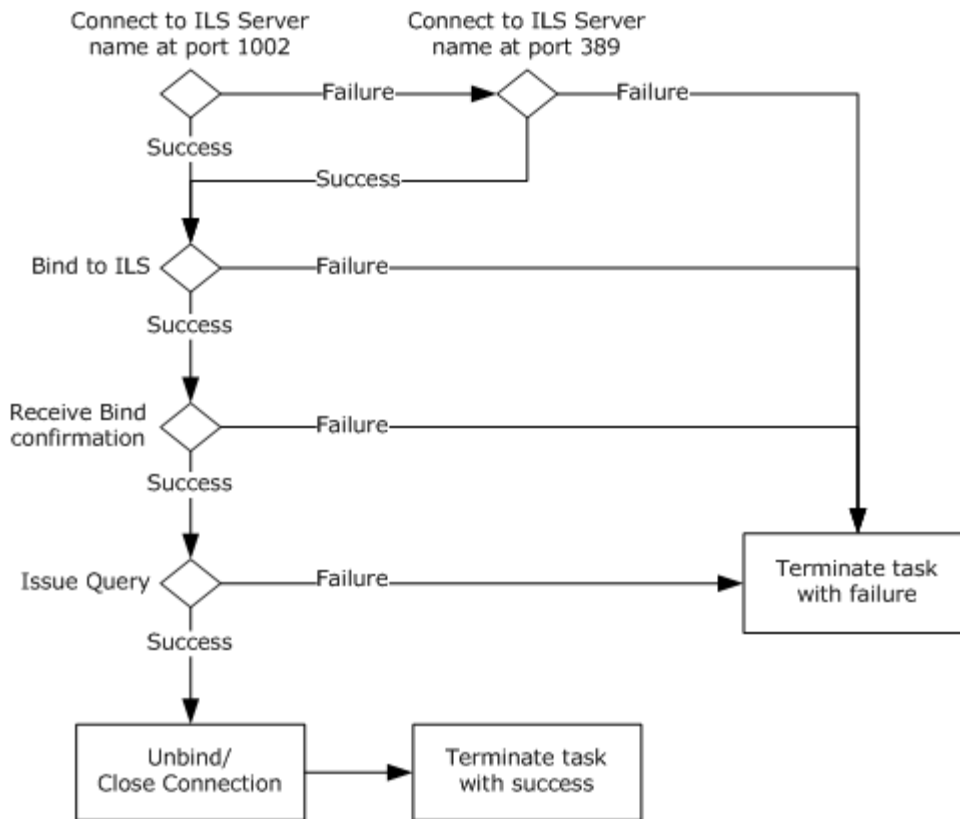 Connect to ILS Server
name at port 1002
Connect to ILS Server
name at port 389
Failure
Failure
Success
Success
Bind to ILS
Failure
Success
Receive Bind
confirmation
Failure
Success
Issue Query
Failure
Terminate task
with failure
Success
Unbind/
Close Connection
Terminate task
with success